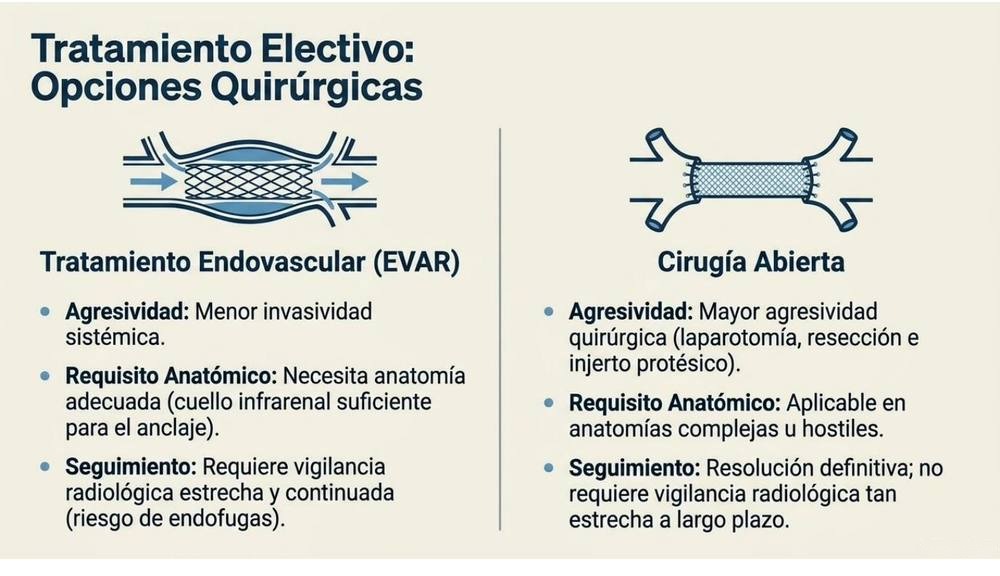 Tratamiento Electivo:
Opciones Quirúrgicas
Tratamiento Endovascular (EVAR)
• Agresividad: Menor invasividad
sistémica.
• Requisito Anatómico: Necesita anatomía
adecuada (cuello infrarenal suficiente
para el anclaje).
• Seguimiento: Requiere vigilancia
radiológica estrecha y continuada
(riesgo de endofugas).
Cirugía Abierta
• Agresividad: Mayor agresividad
quirúrgica (laparotomía, resección e
injerto protésico).
• Requisito Anatómico: Aplicable en
anatomías complejas u hostiles.
• Seguimiento: Resolución definitiva; no
requiere vigilancia radiológica tan
estrecha a largo plazo.